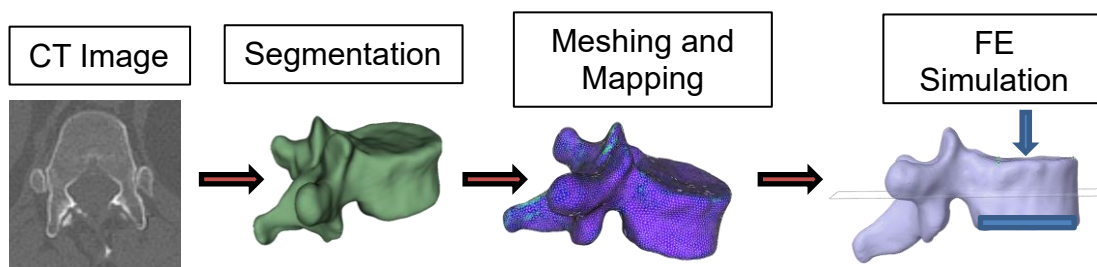 CT Image
Segmentation
Meshing and
Mapping
FE
Simulation